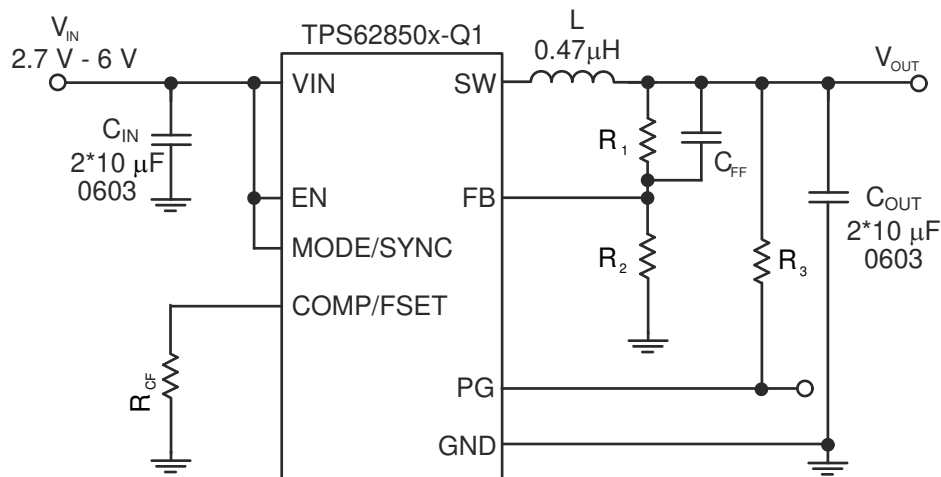 TPS62850x-Q1
V_IN
2.7 V - 6 V
VIN
SW
L
0.47μH
V_OUT
C_IN
2*10 μF
0603
EN
MODE/SYNC
COMP/FSET
R_CF
FB
PG
GND
R_1
C_FF
R_2
R_3
C_OUT
2*10 μF
0603